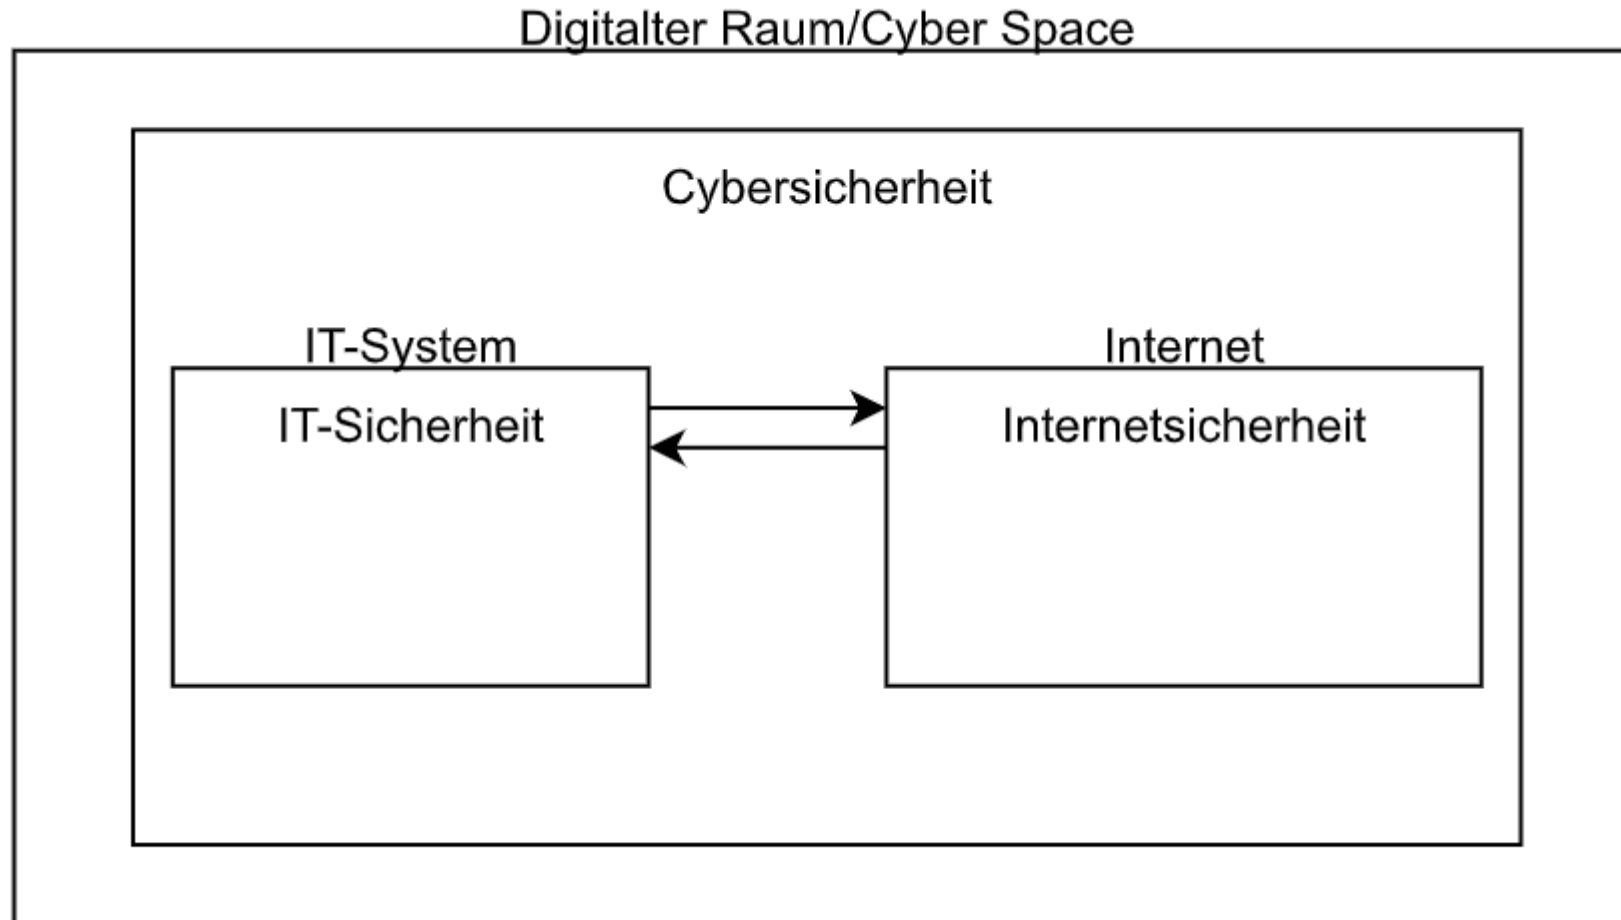 Digitalter Raum/Cyber Space
Cybersicherheit
IT-System
IT-Sicherheit
Internet
Internetsicherheit